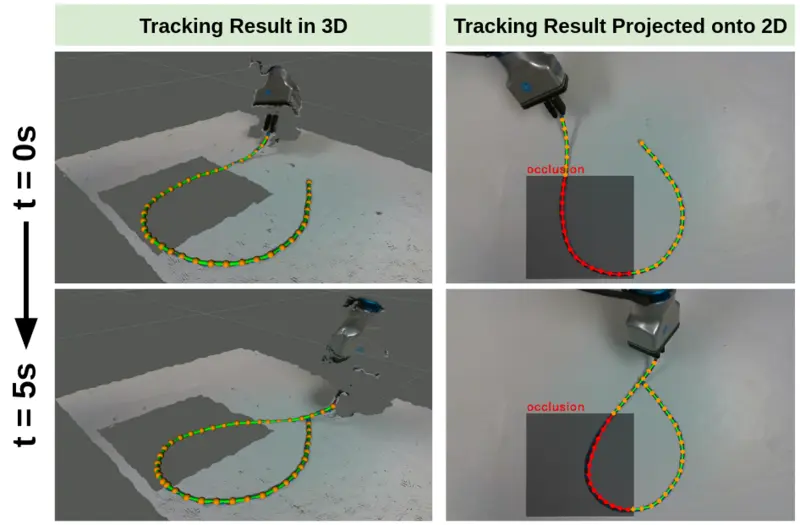 Tracking Result in 3D
Tracking Result Projected onto 2D
t = 0s
occlusion
t = 5s
occlusion